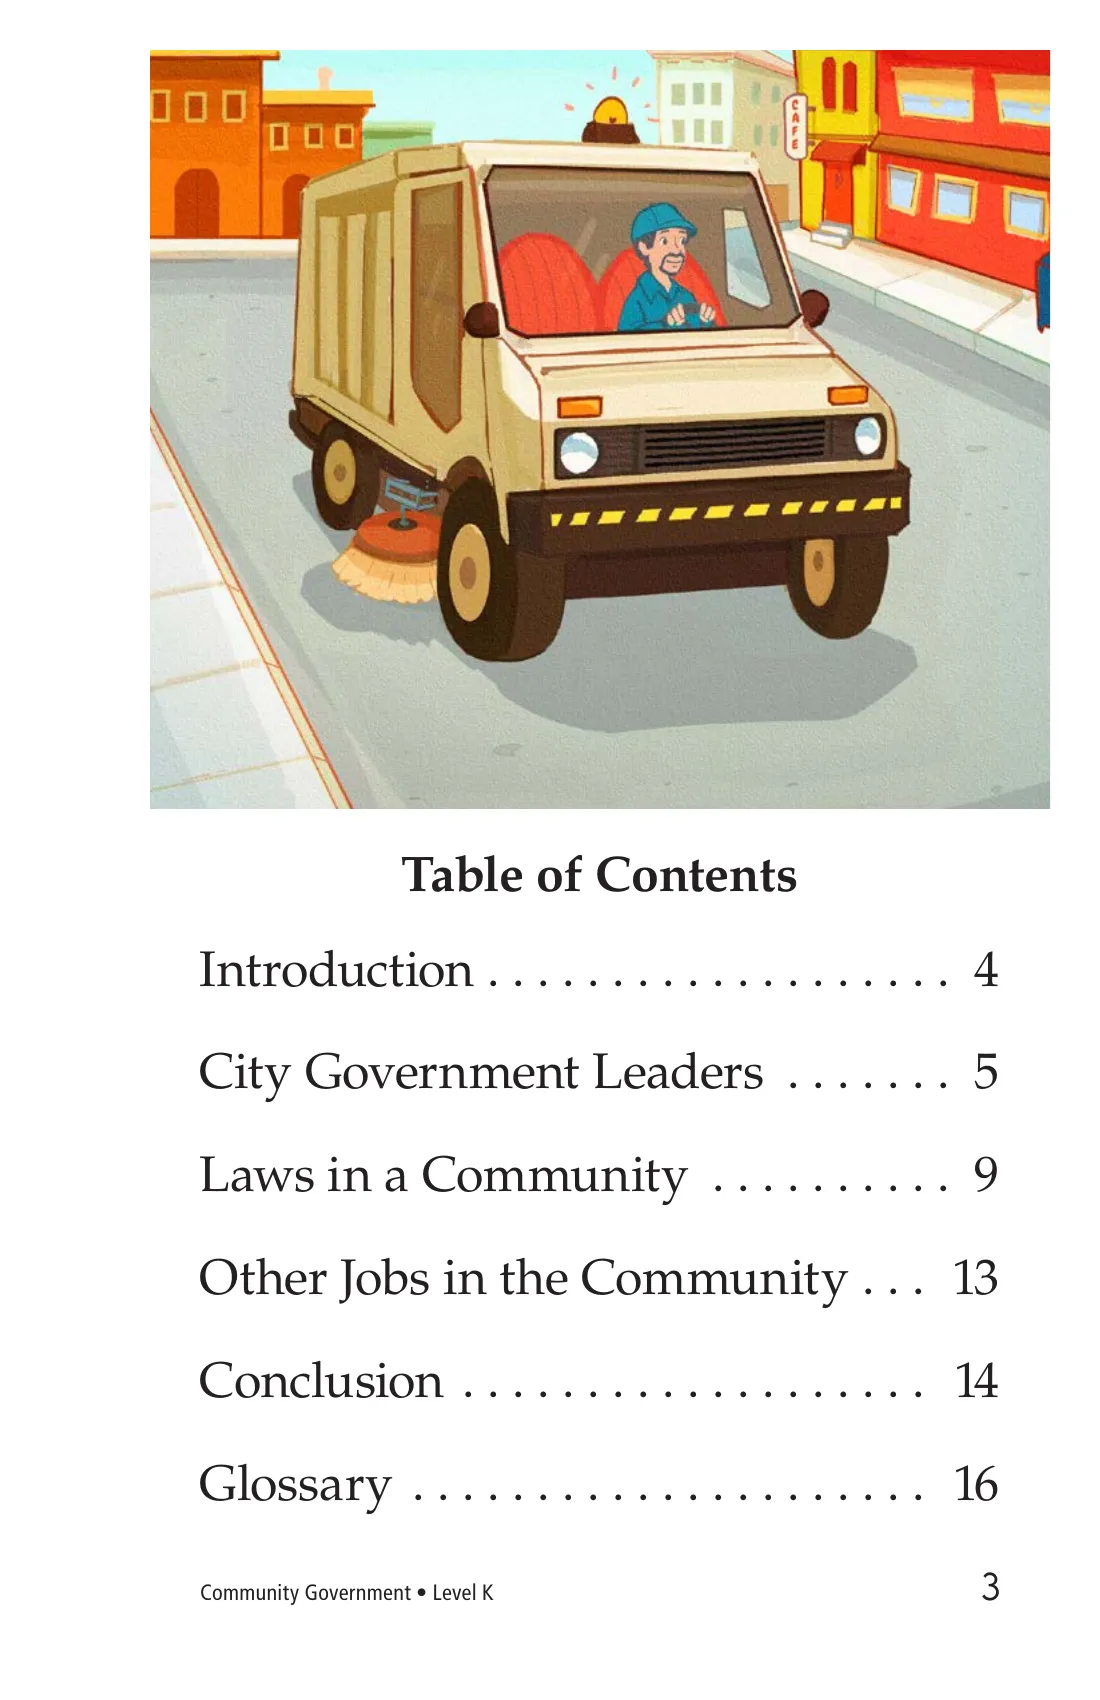 CAFE
Table of Contents
Introduction . . . . . . . . . . . . . . . . . . . 4
City Government Leaders . . . . . . . 5
Laws in a Community . . . . . . . . . . 9
Other Jobs in the Community . . . 13
Conclusion . . . . . . . . . . . . . . . . . . . 14
Glossary . . . . . . . . . . . . . . . . . . . . . 16
Community Government • Level K 3